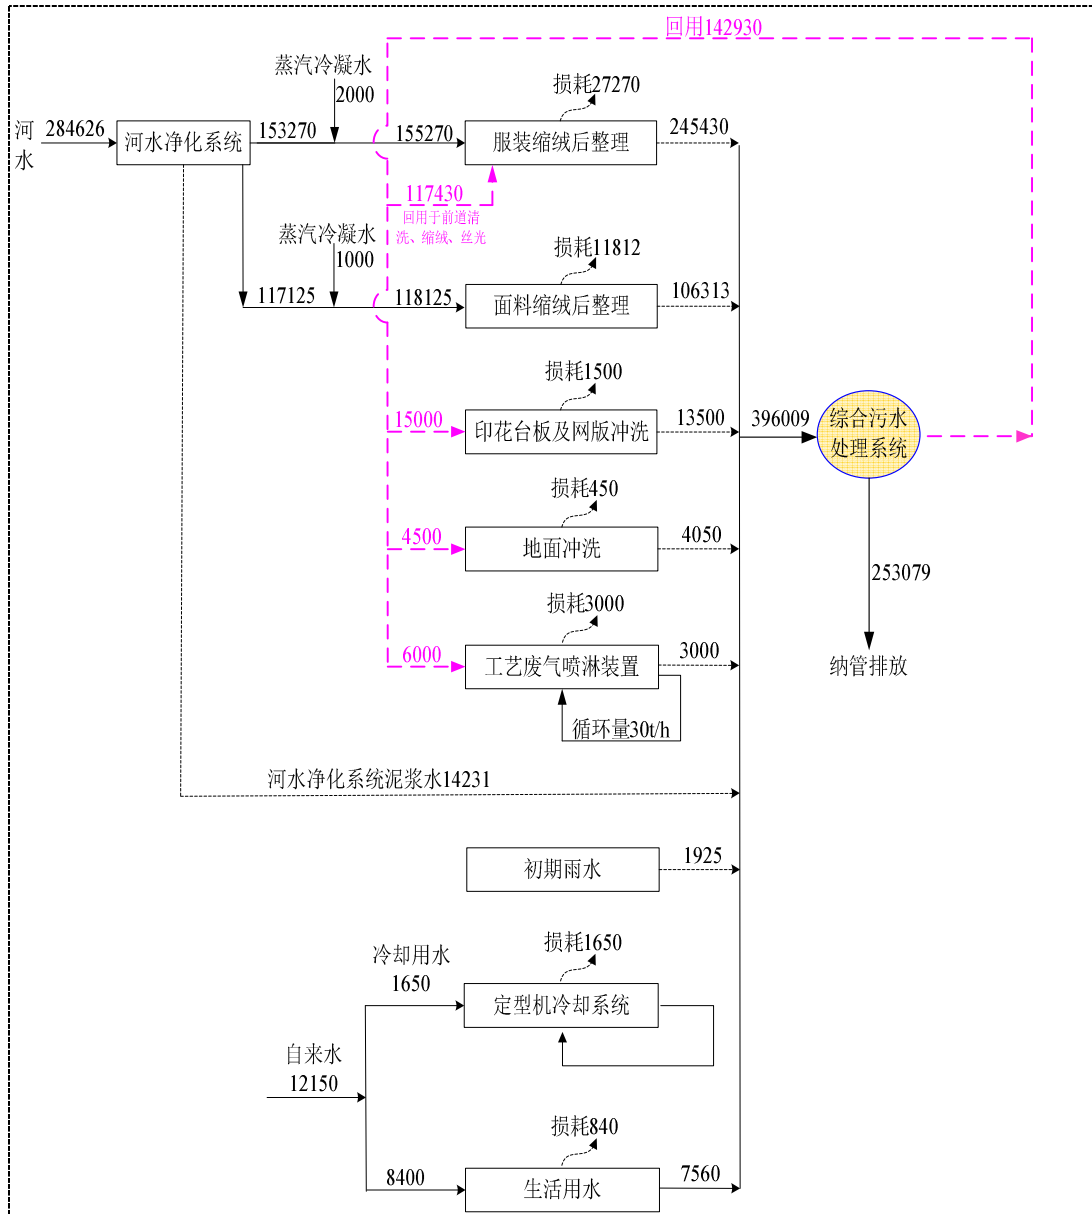 回用142930
蒸汽冷凝水
2000
损耗27270
河
水
284626
河水净化系统
153270
155270
服装缩绒后整理
245430
117430
回用于前道清
洗、缩绒、丝光
蒸汽冷凝水
1000
损耗11812
117125
118125
面料缩绒后整理
106313
损耗1500
15000
印花台板及网版冲洗
13500
396009
综合污水
处理系统
损耗450
4500
地面冲洗
4050
253079
损耗3000
6000
工艺废气喷淋装置
3000
纳管排放
循环量30t/h
河水净化系统泥浆水14231
初期雨水
1925
冷却用水
1650
损耗1650
定型机冷却系统
自来水
12150
损耗840
8400
生活用水
7560